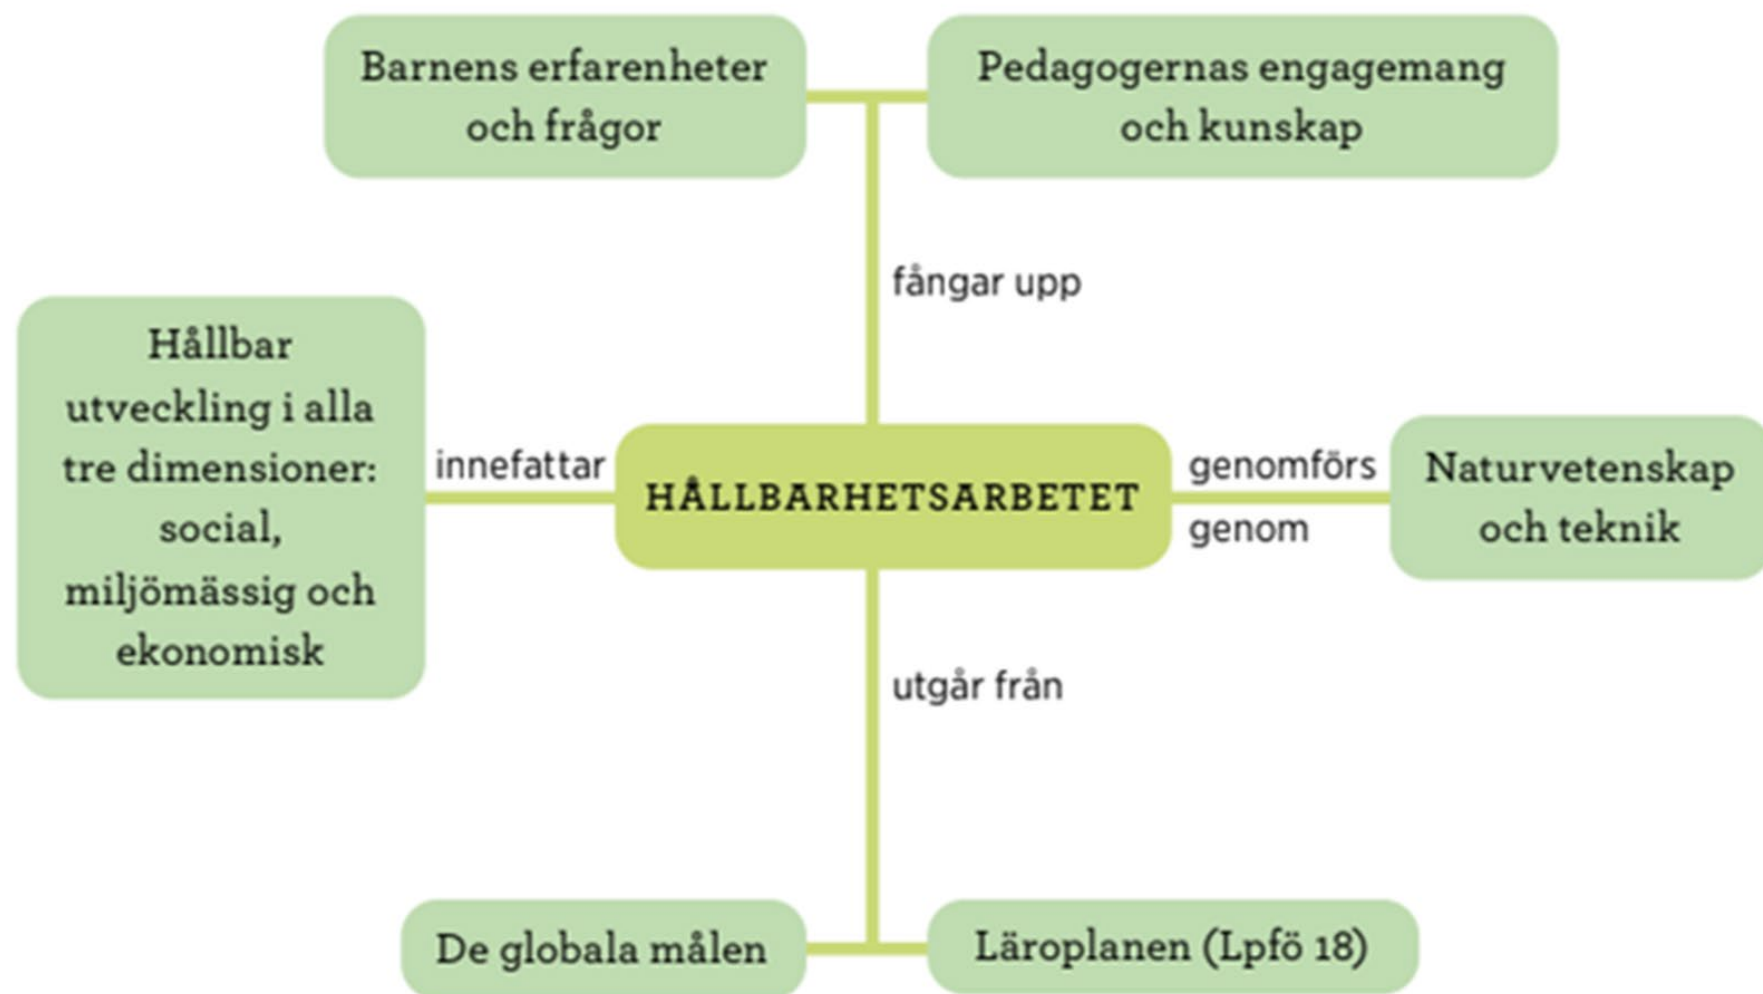 Barnens erfarenheter
och frågor
Pedagogernas engagemang
och kunskap
fångar upp
Hållbar
utveckling i alla
tre dimensioner:
social,
miljömässig och
ekonomisk
innefattar
HÅLLBARHETSARBETET
genomförs
genom
Naturvetenskap
och teknik
utgår från
De globala målen
Läroplanen (Lpfö 18)